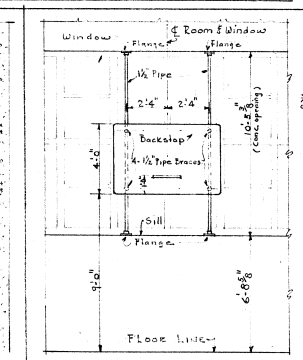 ℄ Room & Window
Window
Flange
Flange
1½" Pipe
2'-4" 2'-4"
10'-5⅜"
(Conc. opening)
Backstop
4'-0"
4-1½" Pipe Braces
Sill
Flange
9'-0"
6'-8⅝"
FLOOR LINE